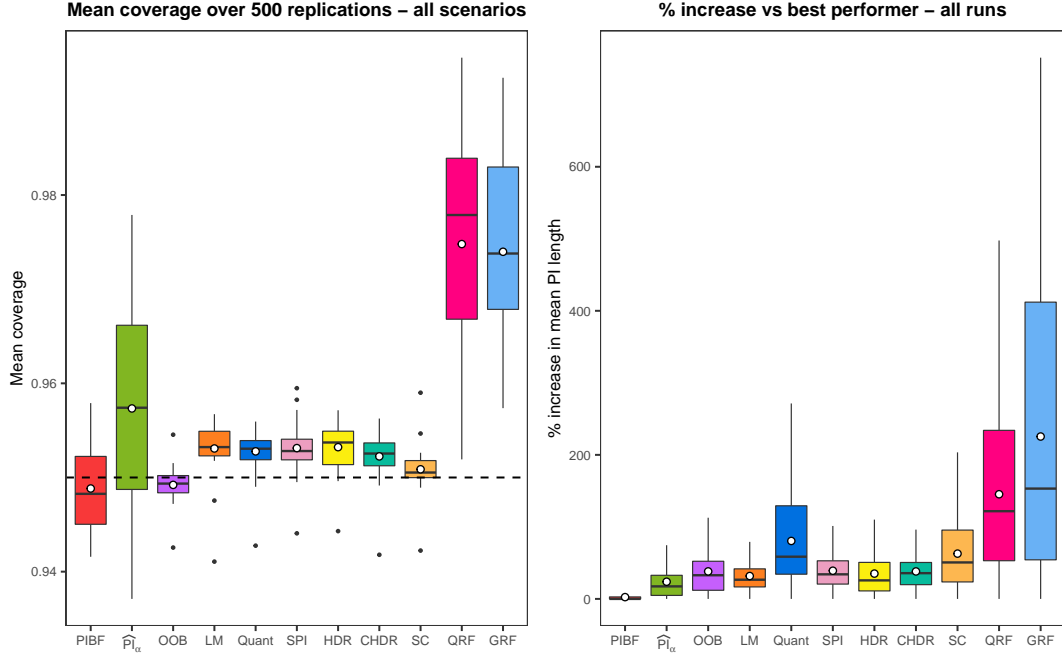 Mean coverage over 500 replications − all scenarios
Mean coverage
0.98
0.96
0.94
PIBF P̂I_α OOB LM Quant SPI HDR CHDR SC QRF GRF
% increase vs best performer − all runs
% increase in mean PI length
600
400
200
0
PIBF P̂I_α OOB LM Quant SPI HDR CHDR SC QRF GRF